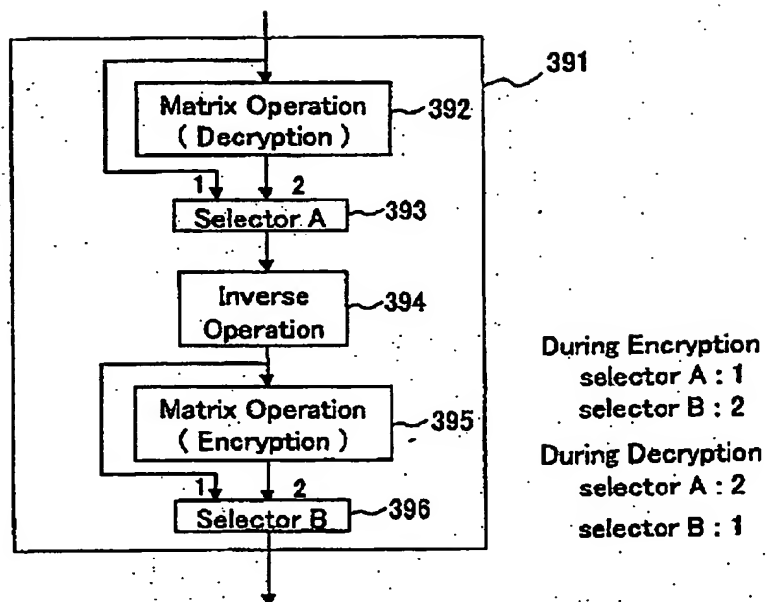 391
Matrix Operation
( Decryption )
392
1
2
Selector A
393
Inverse
Operation
394
Matrix Operation
( Encryption )
395
1
2
Selector B
396
During Encryption
selector A : 1
selector B : 2
During Decryption
selector A : 2
selector B : 1